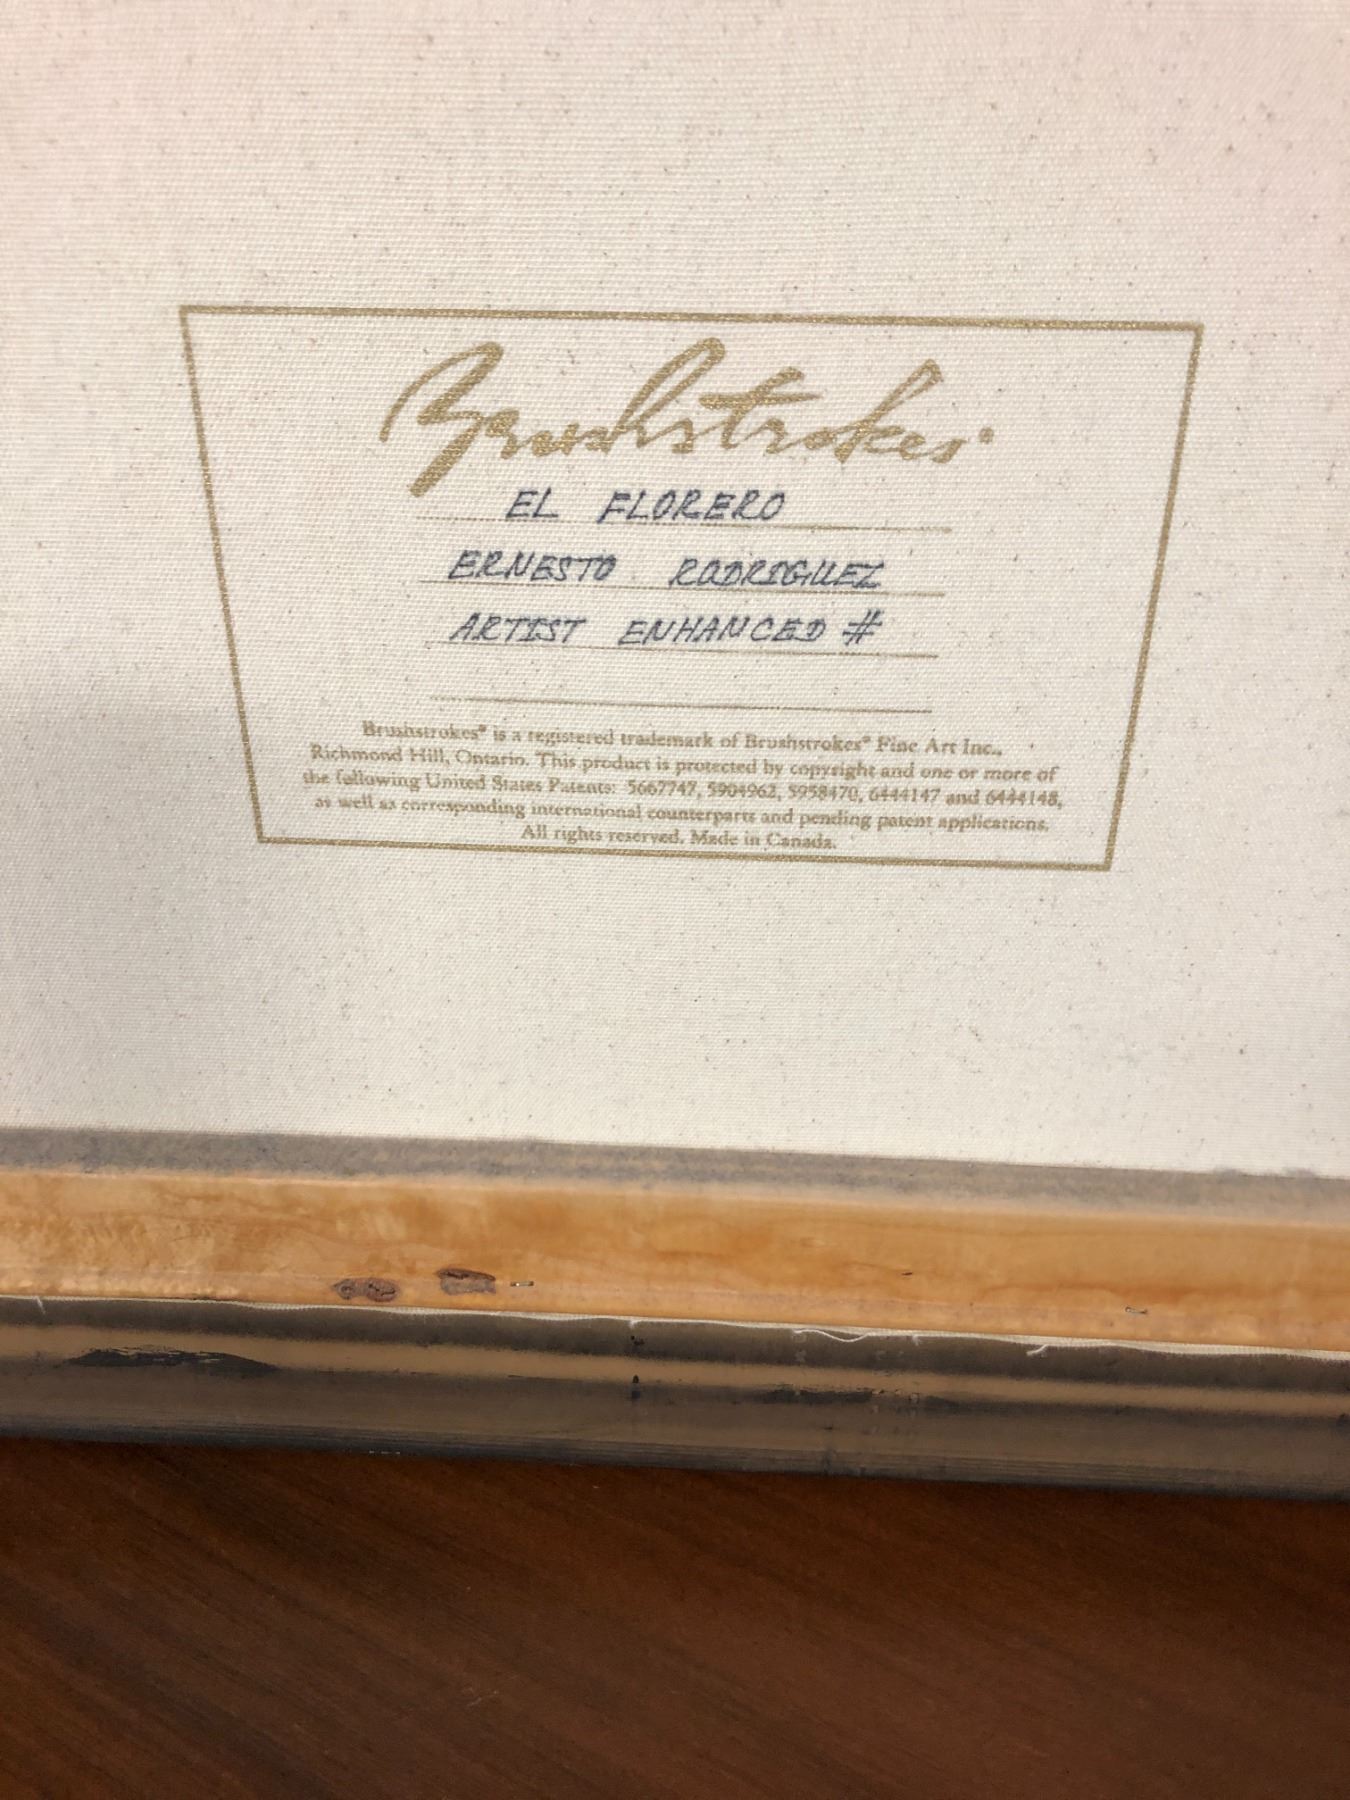 Brushstrokes®
EL FLORERO
ERNESTO RODRIGUEZ
ARTIST ENHANCED #
Brushstrokes® is a registered trademark of Brushstrokes® Fine Art Inc.,
Richmond Hill, Ontario. This product is protected by copyright and one or more of
the following United States Patents: 5667747, 5904962, 5958470, 6444147 and 6444148,
as well as corresponding international counterparts and pending patent applications.
All rights reserved. Made in Canada.